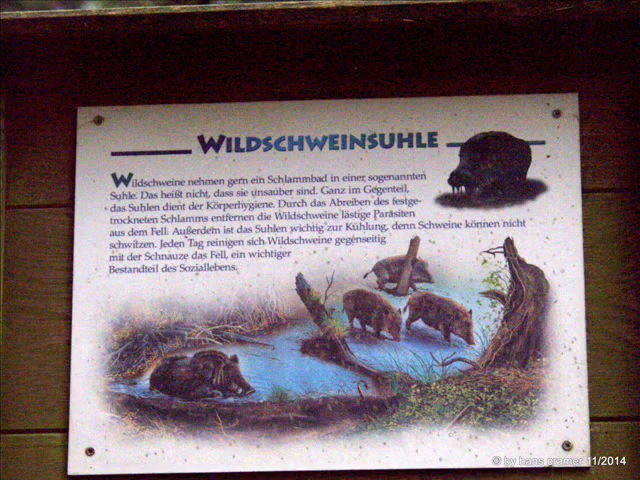 WILDSCHWEINSUHLE
Wildschweine nehmen gern ein Schlammbad in einer sogenannten
Suhle. Das heißt nicht, dass sie unsauber sind. Ganz im Gegenteil,
das Suhlen dient der Körperhygiene. Durch das Abreiben des festge-
trockneten Schlamms entfernen die Wildschweine lästige Parasiten
aus dem Fell. Außerdem ist das Suhlen wichtig zur Kühlung, denn Schweine können nicht
schwitzen. Jeden Tag reinigen sich Wildschweine gegenseitig
mit der Schnauze das Fell, ein wichtiger
Bestandteil des Soziallebens.
© by hans cramer 11/2014